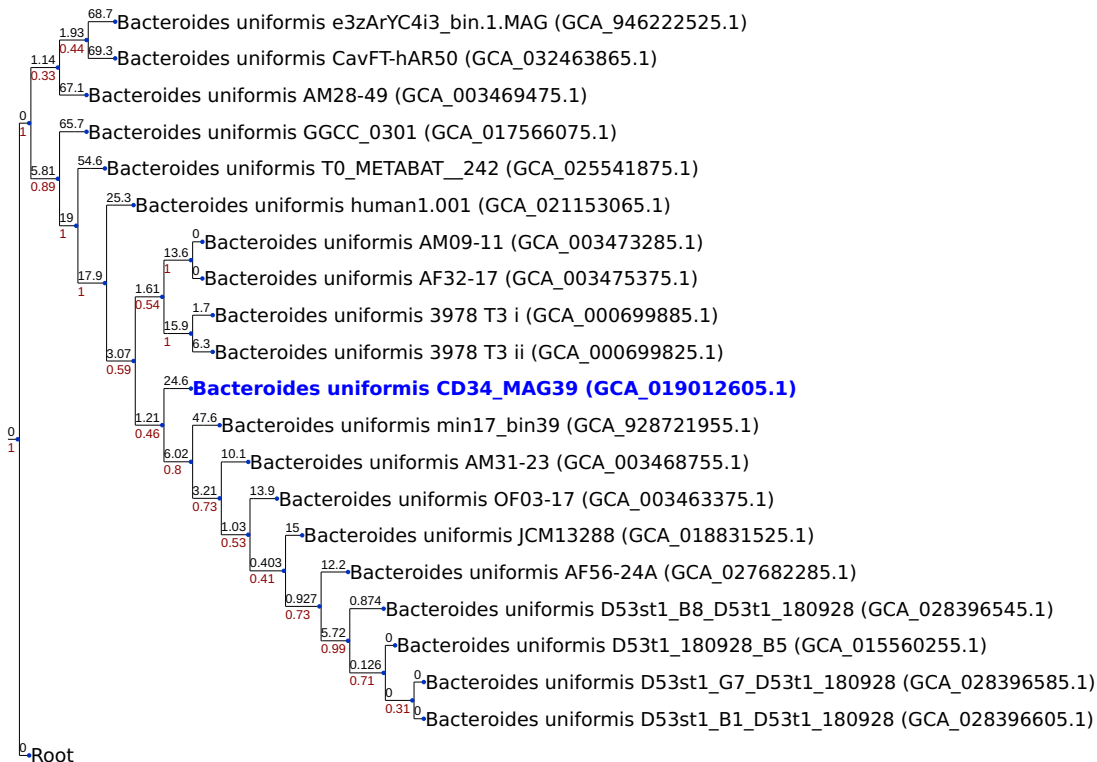 68.7 Bacteroides uniformis e3zArYC4i3_bin.1.MAG (GCA_946222525.1)
1.93
0.44
69.3 Bacteroides uniformis CavFT-hAR50 (GCA_032463865.1)
1.14
0.33
67.1 Bacteroides uniformis AM28-49 (GCA_003469475.1)
0
1
65.7 Bacteroides uniformis GGCC_0301 (GCA_017566075.1)
5.81
0.89
54.6 Bacteroides uniformis T0_METABAT__242 (GCA_025541875.1)
19
1
25.3 Bacteroides uniformis human1.001 (GCA_021153065.1)
17.9
1
0 Bacteroides uniformis AM09-11 (GCA_003473285.1)
13.6
1
0 Bacteroides uniformis AF32-17 (GCA_003475375.1)
1.61
0.54
1.7 Bacteroides uniformis 3978 T3 i (GCA_000699885.1)
15.9
1
6.3 Bacteroides uniformis 3978 T3 ii (GCA_000699825.1)
3.07
0.59
24.6 Bacteroides uniformis CD34_MAG39 (GCA_019012605.1)
1.21
0.46
47.6 Bacteroides uniformis min17_bin39 (GCA_928721955.1)
0
1
6.02
0.8
10.1 Bacteroides uniformis AM31-23 (GCA_003468755.1)
3.21
0.73
13.9 Bacteroides uniformis OF03-17 (GCA_003463375.1)
1.03
0.53
15 Bacteroides uniformis JCM13288 (GCA_018831525.1)
0.403
0.41
12.2 Bacteroides uniformis AF56-24A (GCA_027682285.1)
0.927
0.73
0.874 Bacteroides uniformis D53st1_B8_D53t1_180928 (GCA_028396545.1)
5.72
0.99
0 Bacteroides uniformis D53t1_180928_B5 (GCA_015560255.1)
0.126
0.71
0 Bacteroides uniformis D53st1_G7_D53t1_180928 (GCA_028396585.1)
0
0.31
0 Bacteroides uniformis D53st1_B1_D53t1_180928 (GCA_028396605.1)
0 Root